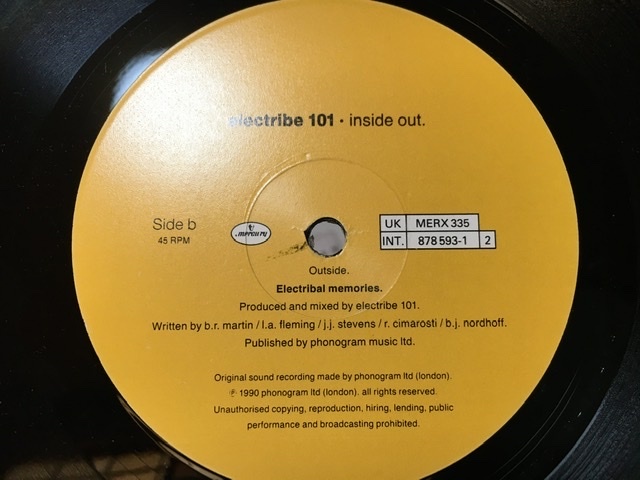 electribe 101 · inside out.
Side b
45 RPM
mercury
UK MERX 335
INT. 878 593-1 2
Outside.
Electribal memories.
Produced and mixed by electribe 101.
Written by b.r. martin / l.a. fleming / j.j. stevens / r. cimarosti / b.j. nordhoff.
Published by phonogram music ltd.
Original sound recording made by phonogram ltd (london).
℗ 1990 phonogram ltd (london). all rights reserved.
Unauthorised copying, reproduction, hiring, lending, public
performance and broadcasting prohibited.